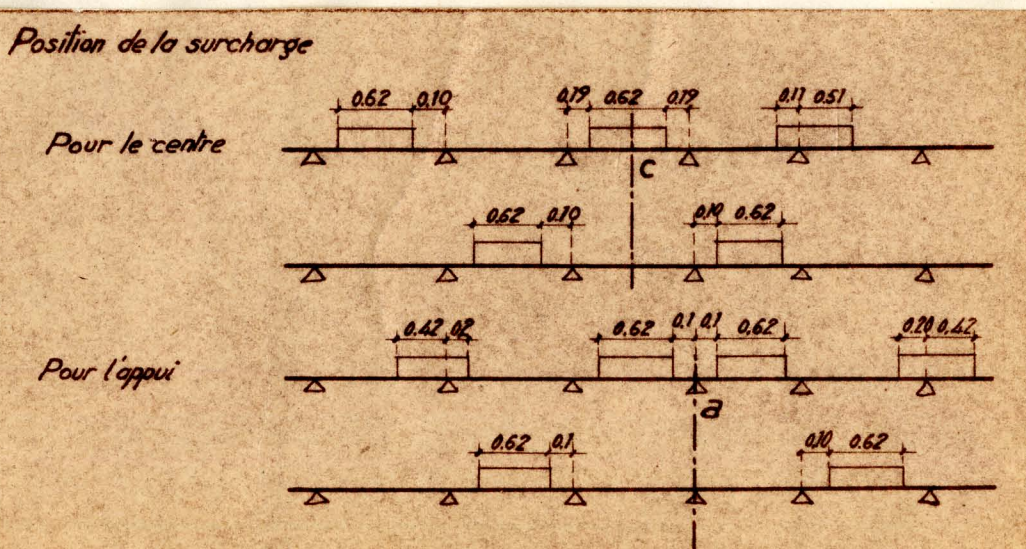 Position de la surcharge
0.62 0.10 0.19 0.62 0.19 0.11 0.51
Pour le centre
c
0.62 0.10 0.10 0.62
0.42 0.2 0.62 0.1 0.1 0.62 0.20 0.42
Pour l'appui
a
0.62 0.1 0.10 0.62